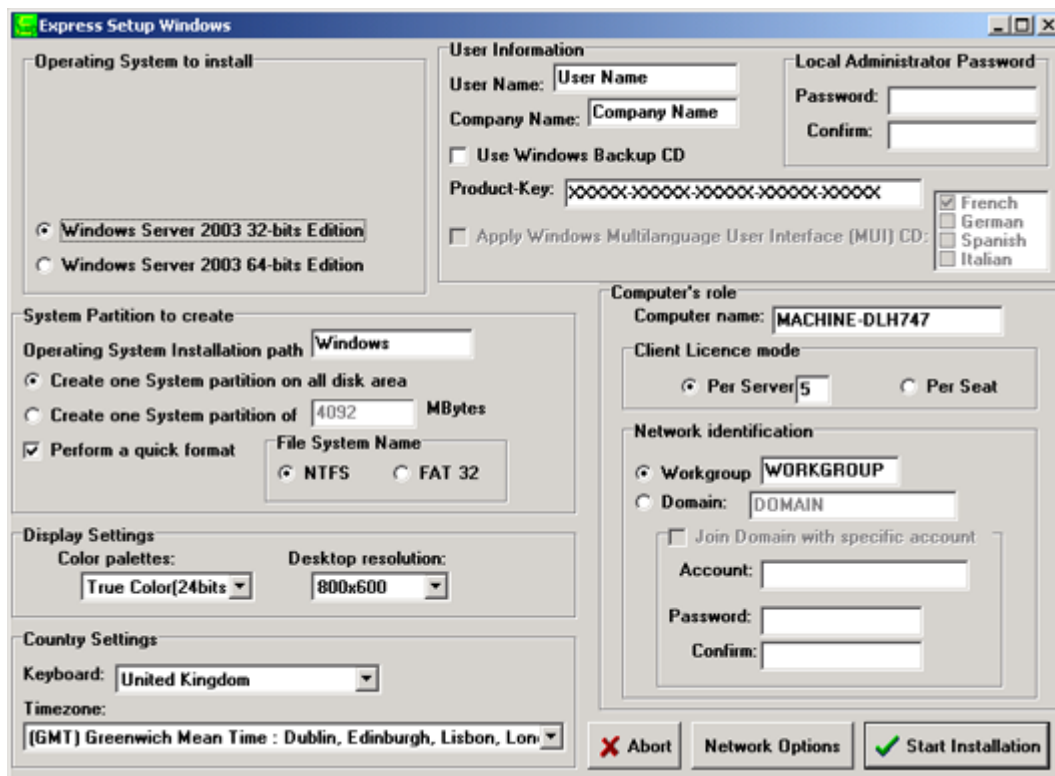 Express Setup Windows
Operating System to install
Windows Server 2003 32-bits Edition
Windows Server 2003 64-bits Edition
User Information
User Name: User Name
Company Name: Company Name
Use Windows Backup CD
Product-Key: XXXXX-XXXXX-XXXXX-XXXXX-XXXXX
Apply Windows Multilanguage User Interface (MUI) CD:
French
German
Spanish
Italian
Local Administrator Password
Password:
Confirm:
System Partition to create
Operating System Installation path Windows
Create one System partition on all disk area
Create one System partition of 4092 MBytes
Perform a quick format
File System Name
NTFS FAT 32
Computer's role
Computer name: MACHINE-DLH747
Client Licence mode
Per Server 5 Per Seat
Network identification
Workgroup WORKGROUP
Domain: DOMAIN
Join Domain with specific account
Account:
Password:
Confirm:
Display Settings
Color palettes: Desktop resolution:
True Color(24bits 800x600
Country Settings
Keyboard: United Kingdom
Timezone:
(GMT) Greenwich Mean Time : Dublin, Edinburgh, Lisbon, Lon
Abort Network Options Start Installation